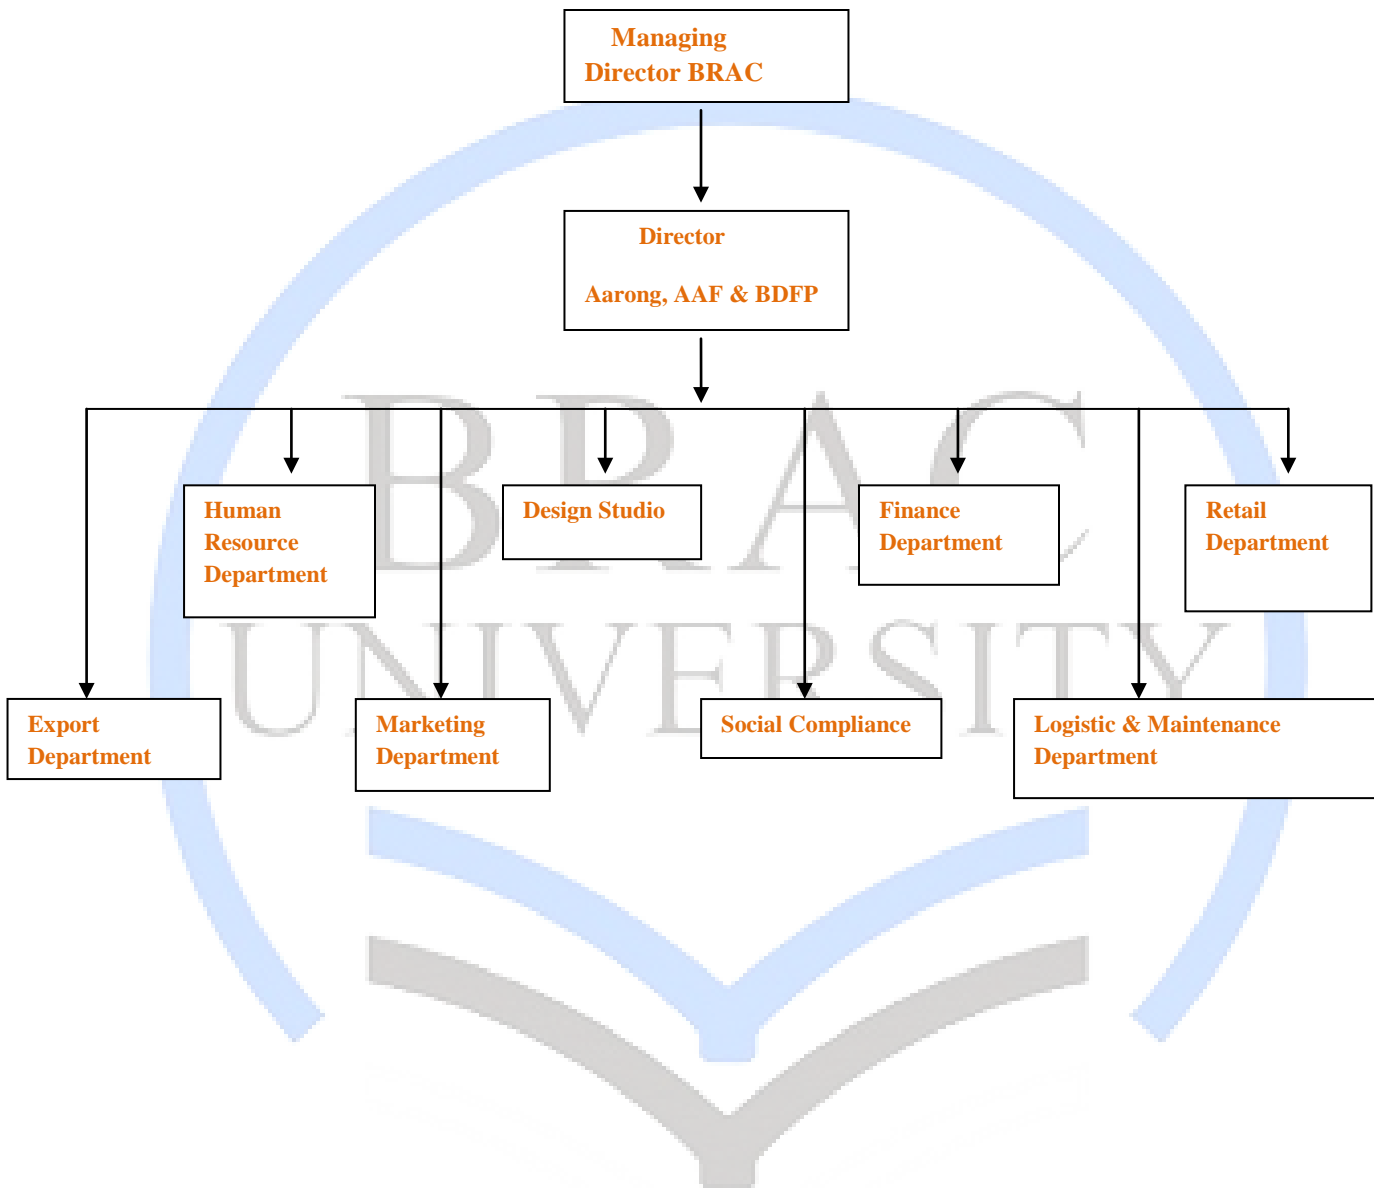 Managing
Director BRAC
Director
Aarong, AAF & BDFP
Human
Resource
Department
Design Studio
Finance
Department
Retail
Department
Export
Department
Marketing
Department
Social Compliance
Logistic & Maintenance
Department
BRAC
UNIVERSITY